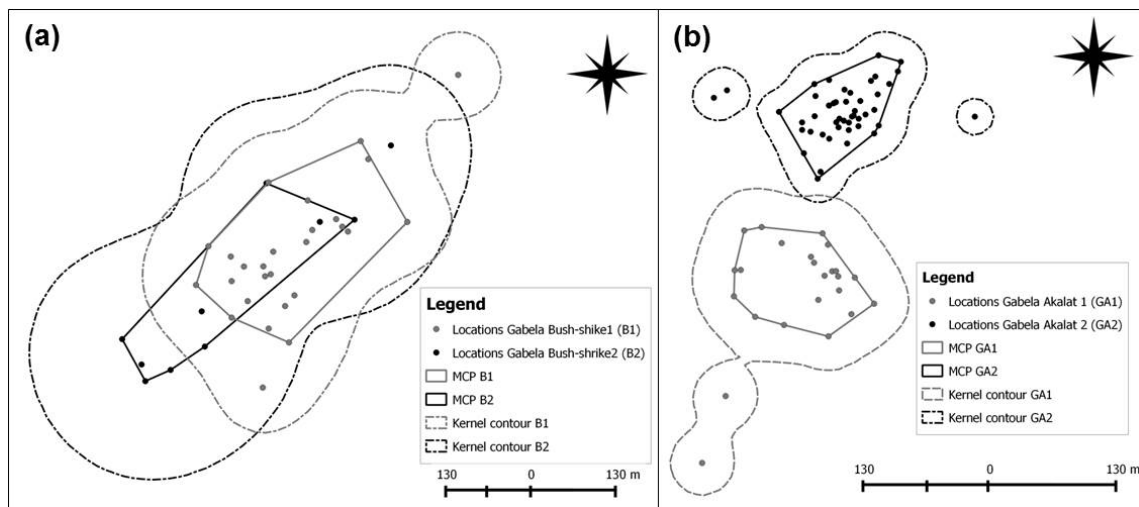 (a)
Legend
Locations Gabela Bush-shike1 (B1)
Locations Gabela Bush-shrike2 (B2)
MCP B1
MCP B2
Kernel contour B1
Kernel contour B2
130 0 130 m
(b)
Legend
Locations Gabela Akalat 1 (GA1)
Locations Gabela Akalat 2 (GA2)
MCP GA1
MCP GA2
Kernel contour GA1
Kernel contour GA2
130 0 130 m